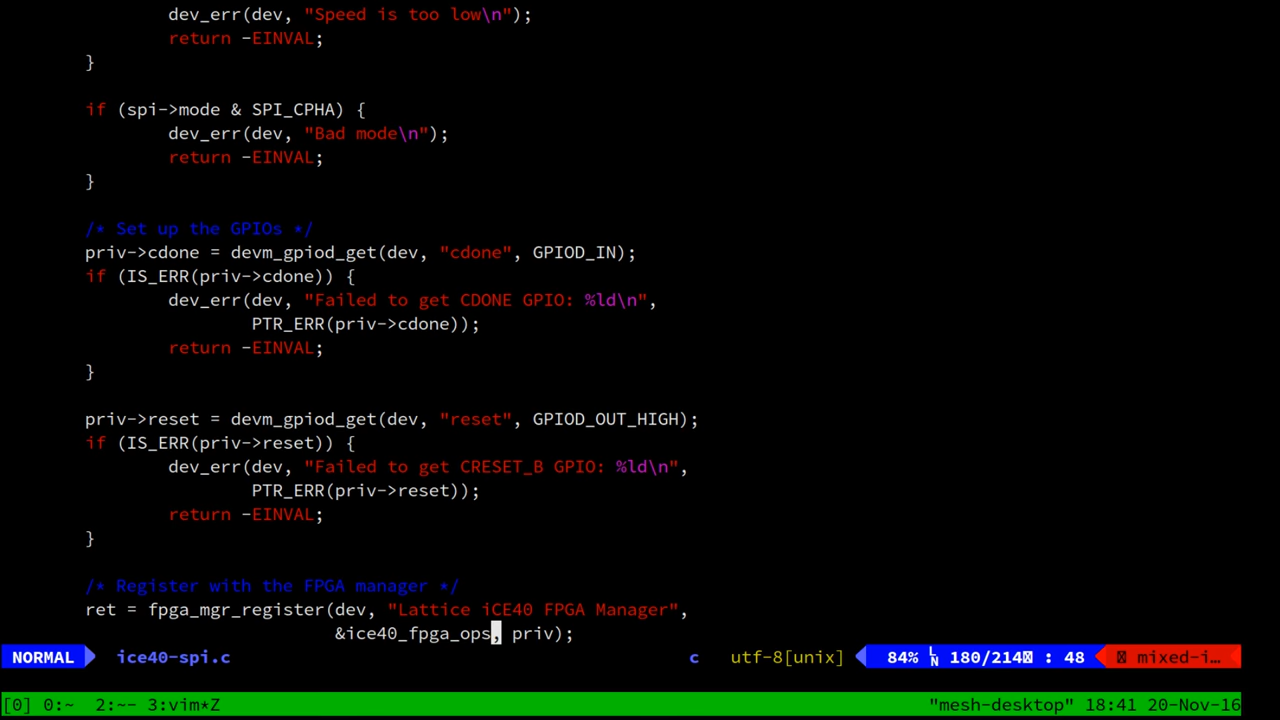 dev_err(dev, "Speed is too low\n");
return -EINVAL;
}
if (spi->mode & SPI_CPHA) {
dev_err(dev, "Bad mode\n");
return -EINVAL;
}
/* Set up the GPIOs */
priv->cdone = devm_gpiod_get(dev, "cdone", GPIOD_IN);
if (IS_ERR(priv->cdone)) {
dev_err(dev, "Failed to get CDONE GPIO: %ld\n",
PTR_ERR(priv->cdone));
return -EINVAL;
}
priv->reset = devm_gpiod_get(dev, "reset", GPIOD_OUT_HIGH);
if (IS_ERR(priv->reset)) {
dev_err(dev, "Failed to get CRESET_B GPIO: %ld\n",
PTR_ERR(priv->reset));
return -EINVAL;
}
/* Register with the FPGA manager */
ret = fpga_mgr_register(dev, "Lattice iCE40 FPGA Manager",
&ice40_fpga_ops, priv);
NORMAL ice40-spi.c c utf-8[unix] 84% LN 180/214 : 48 mixed-i…
[0] 0:~ 2:~- 3:vim*Z "mesh-desktop" 18:41 20-Nov-16